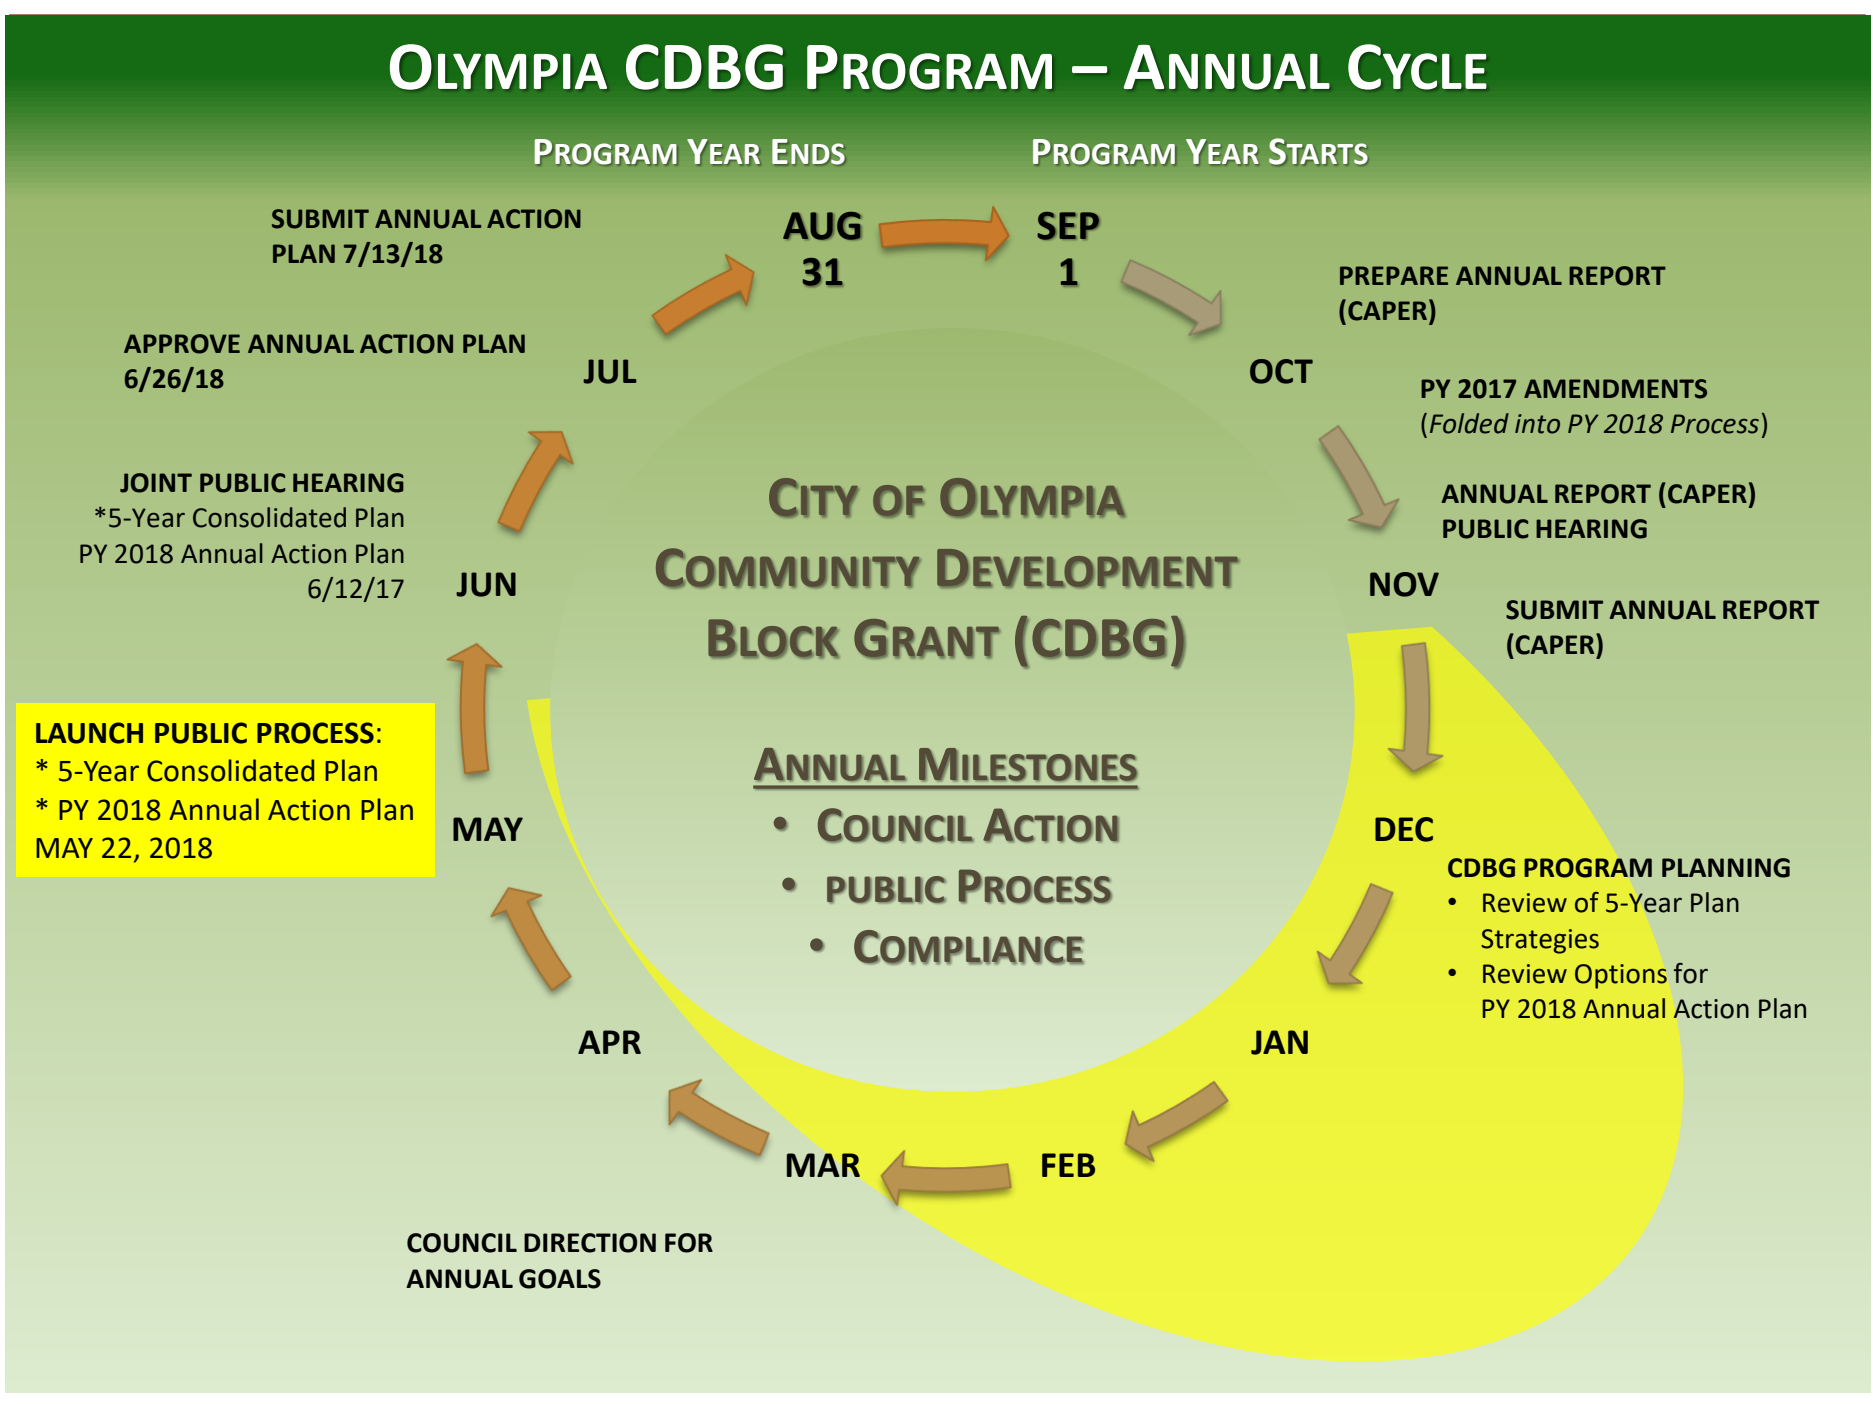 OLYMPIA CDBG PROGRAM – ANNUAL CYCLE
PROGRAM YEAR ENDS
PROGRAM YEAR STARTS
AUG
31
SEP
1
PREPARE ANNUAL REPORT
(CAPER)
OCT
PY 2017 AMENDMENTS
(Folded into PY 2018 Process)
ANNUAL REPORT (CAPER)
PUBLIC HEARING
NOV
SUBMIT ANNUAL REPORT
(CAPER)
DEC
CDBG PROGRAM PLANNING
• Review of 5-Year Plan
Strategies
• Review Options for
PY 2018 Annual Action Plan
JAN
FEB
MAR
COUNCIL DIRECTION FOR
ANNUAL GOALS
APR
MAY
LAUNCH PUBLIC PROCESS:
* 5-Year Consolidated Plan
* PY 2018 Annual Action Plan
MAY 22, 2018
JUN
JOINT PUBLIC HEARING
*5-Year Consolidated Plan
PY 2018 Annual Action Plan
6/12/17
APPROVE ANNUAL ACTION PLAN
6/26/18
JUL
SUBMIT ANNUAL ACTION
PLAN 7/13/18
CITY OF OLYMPIA
COMMUNITY DEVELOPMENT
BLOCK GRANT (CDBG)
ANNUAL MILESTONES
• COUNCIL ACTION
• PUBLIC PROCESS
• COMPLIANCE